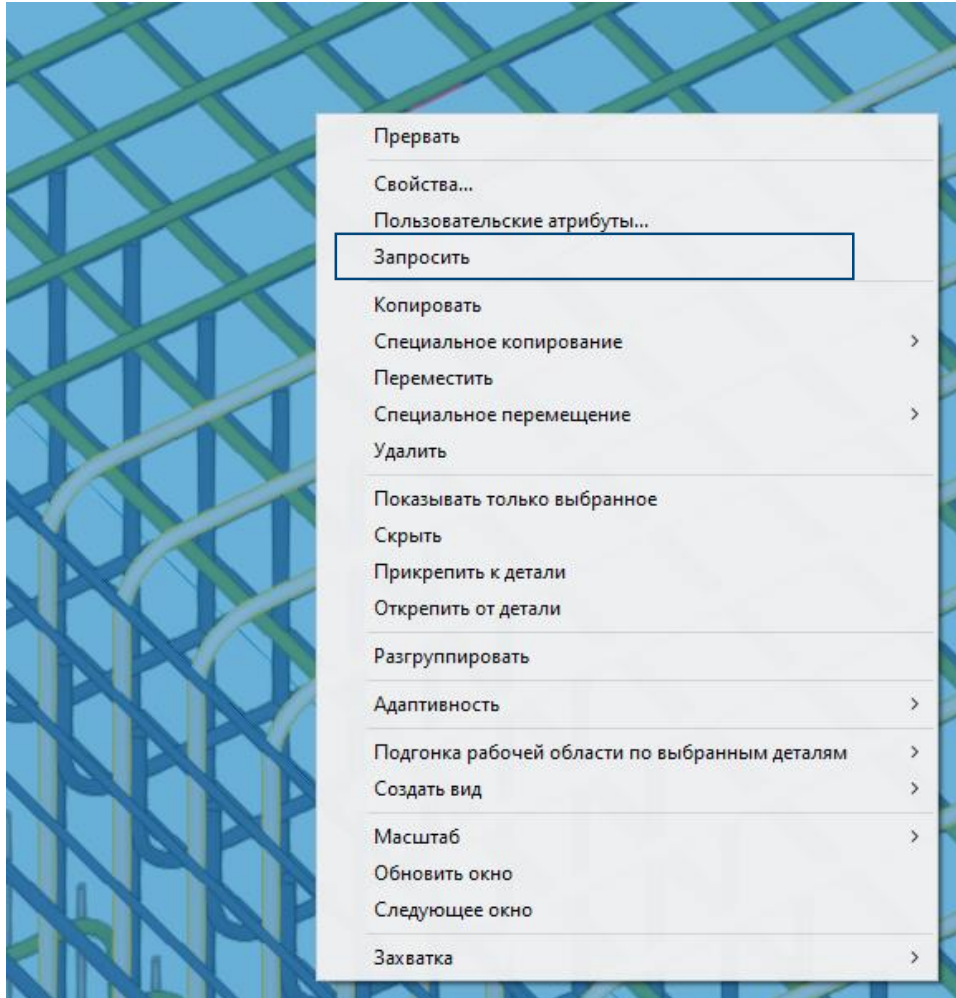 Прервать
Свойства...
Пользовательские атрибуты...
Запросить
Копировать
Специальное копирование
Переместить
Специальное перемещение
Удалить
Показывать только выбранное
Скрыть
Прикрепить к детали
Открепить от детали
Разгруппировать
Адаптивность
Подгонка рабочей области по выбранным деталям
Создать вид
Масштаб
Обновить окно
Следующее окно
Захватка